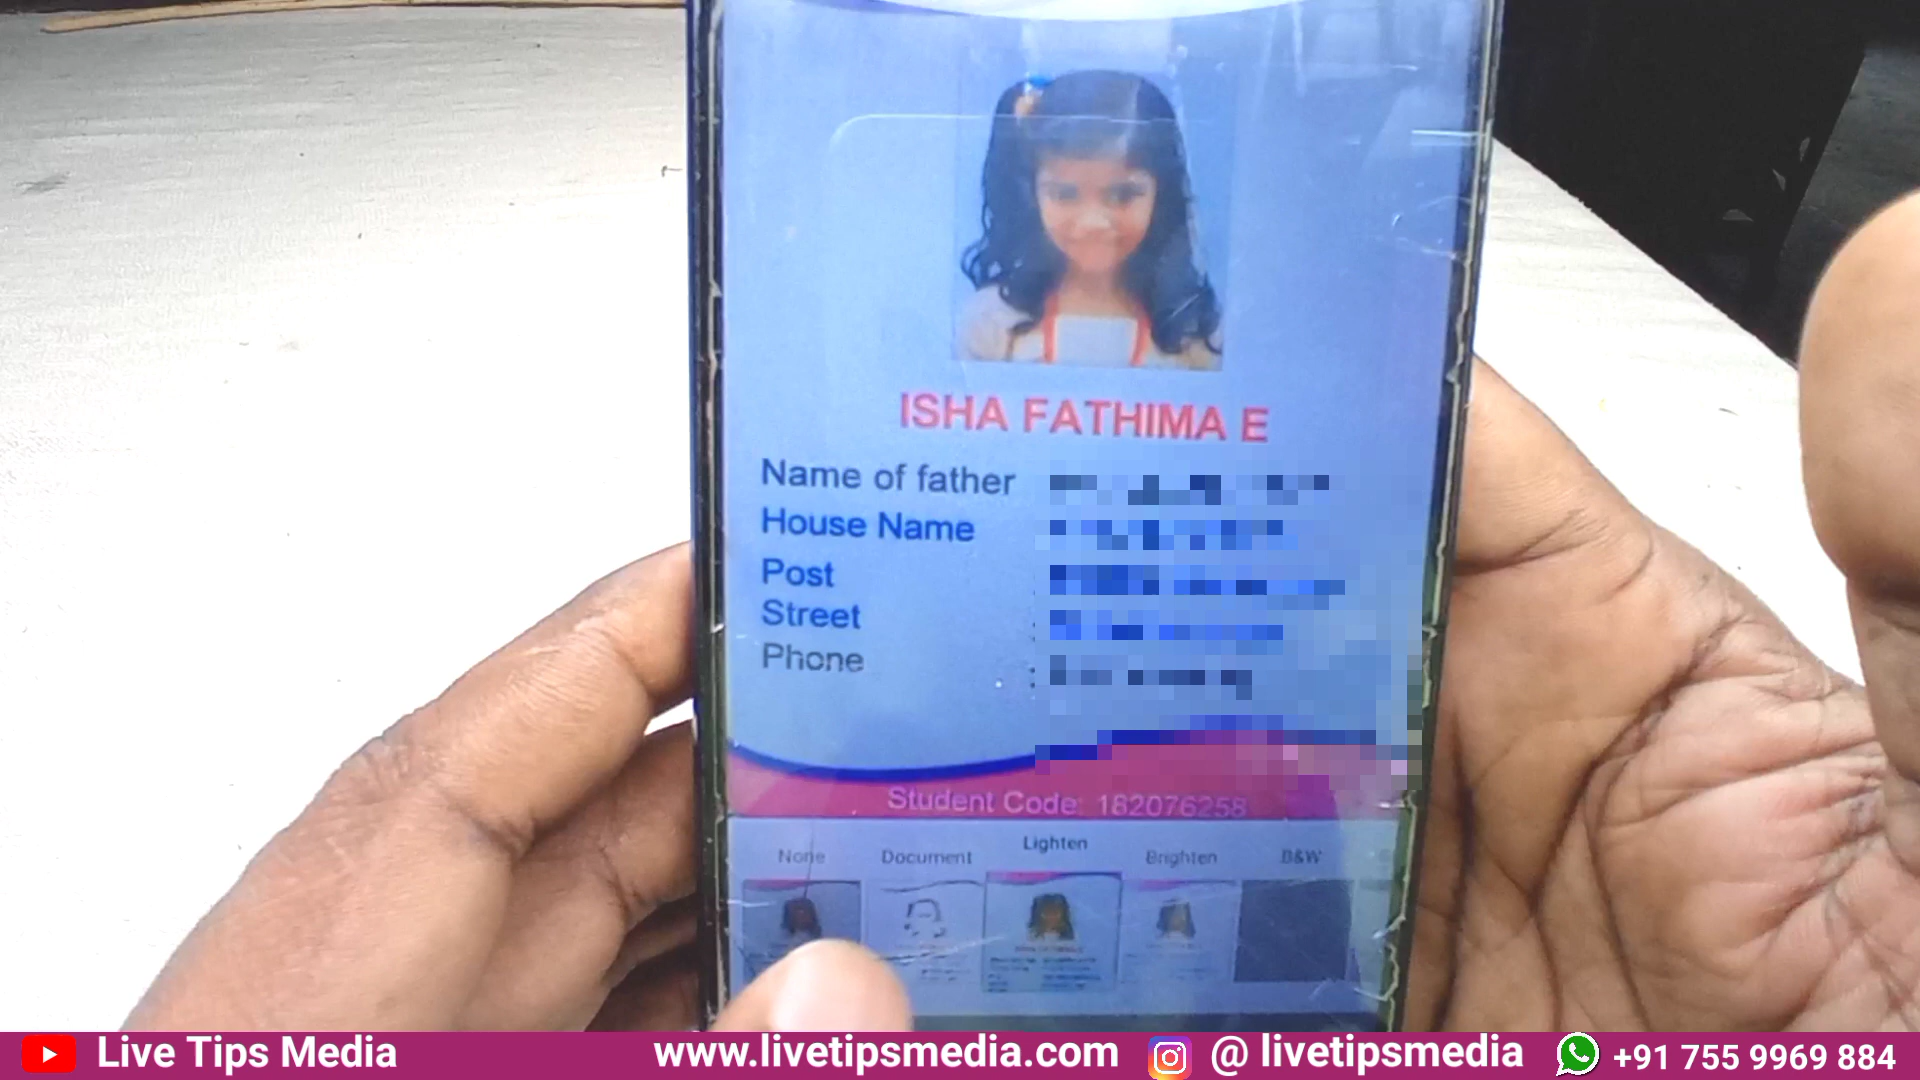 ISHA FATHIMA E
Name of father
House Name
Post
Street
Phone :
Student Code: 182076258
None Document Lighten Brighten B&W
Live Tips Media www.livetipsmedia.com @ livetipsmedia +91 755 9969 884